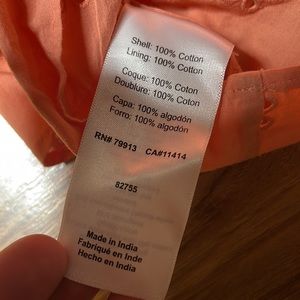 Shell: 100% Cotton
Lining: 100% Cotton
Coque: 100% Coton
Doublure: 100% Coton
Capa: 100% algodón
Forro: 100% algodón
RN# 79913 CA#11414
82755
Made in India
Fabriqué en Inde
Hecho en India